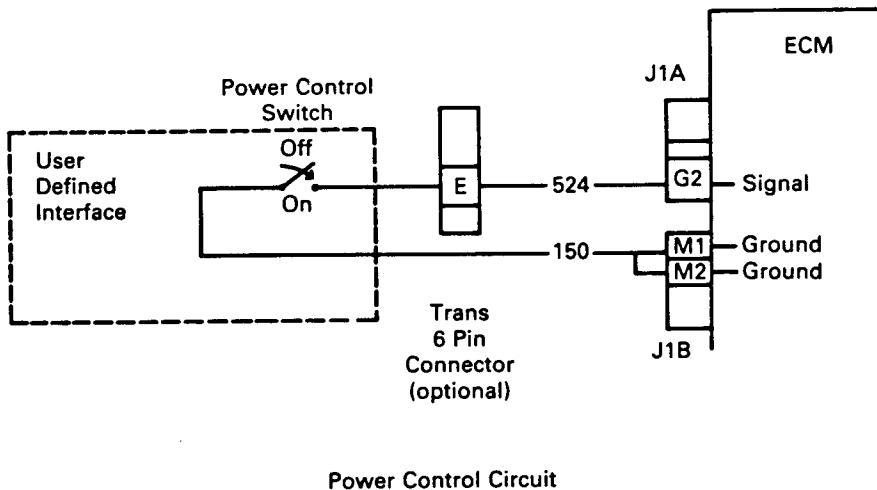 ECM
J1A
Power Control
Switch
User
Defined
Interface
Off
On
E
524
G2
Signal
150
M1
Ground
M2
Ground
Trans
6 Pin
Connector
(optional)
J1B
Power Control Circuit